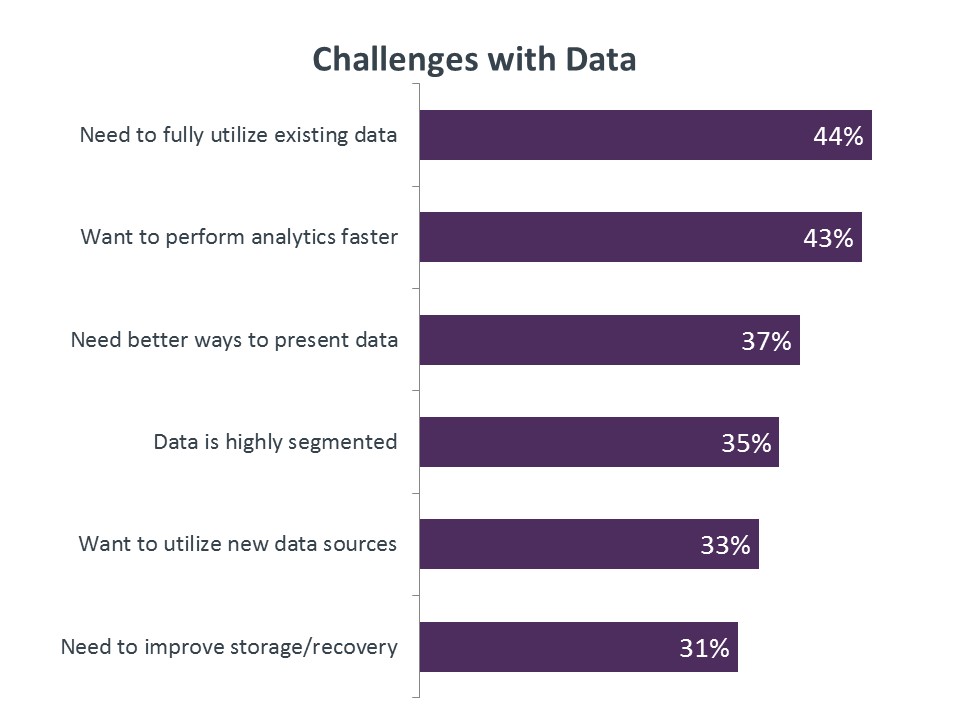 Challenges with Data
Need to fully utilize existing data 44%
Want to perform analytics faster 43%
Need better ways to present data 37%
Data is highly segmented 35%
Want to utilize new data sources 33%
Need to improve storage/recovery 31%